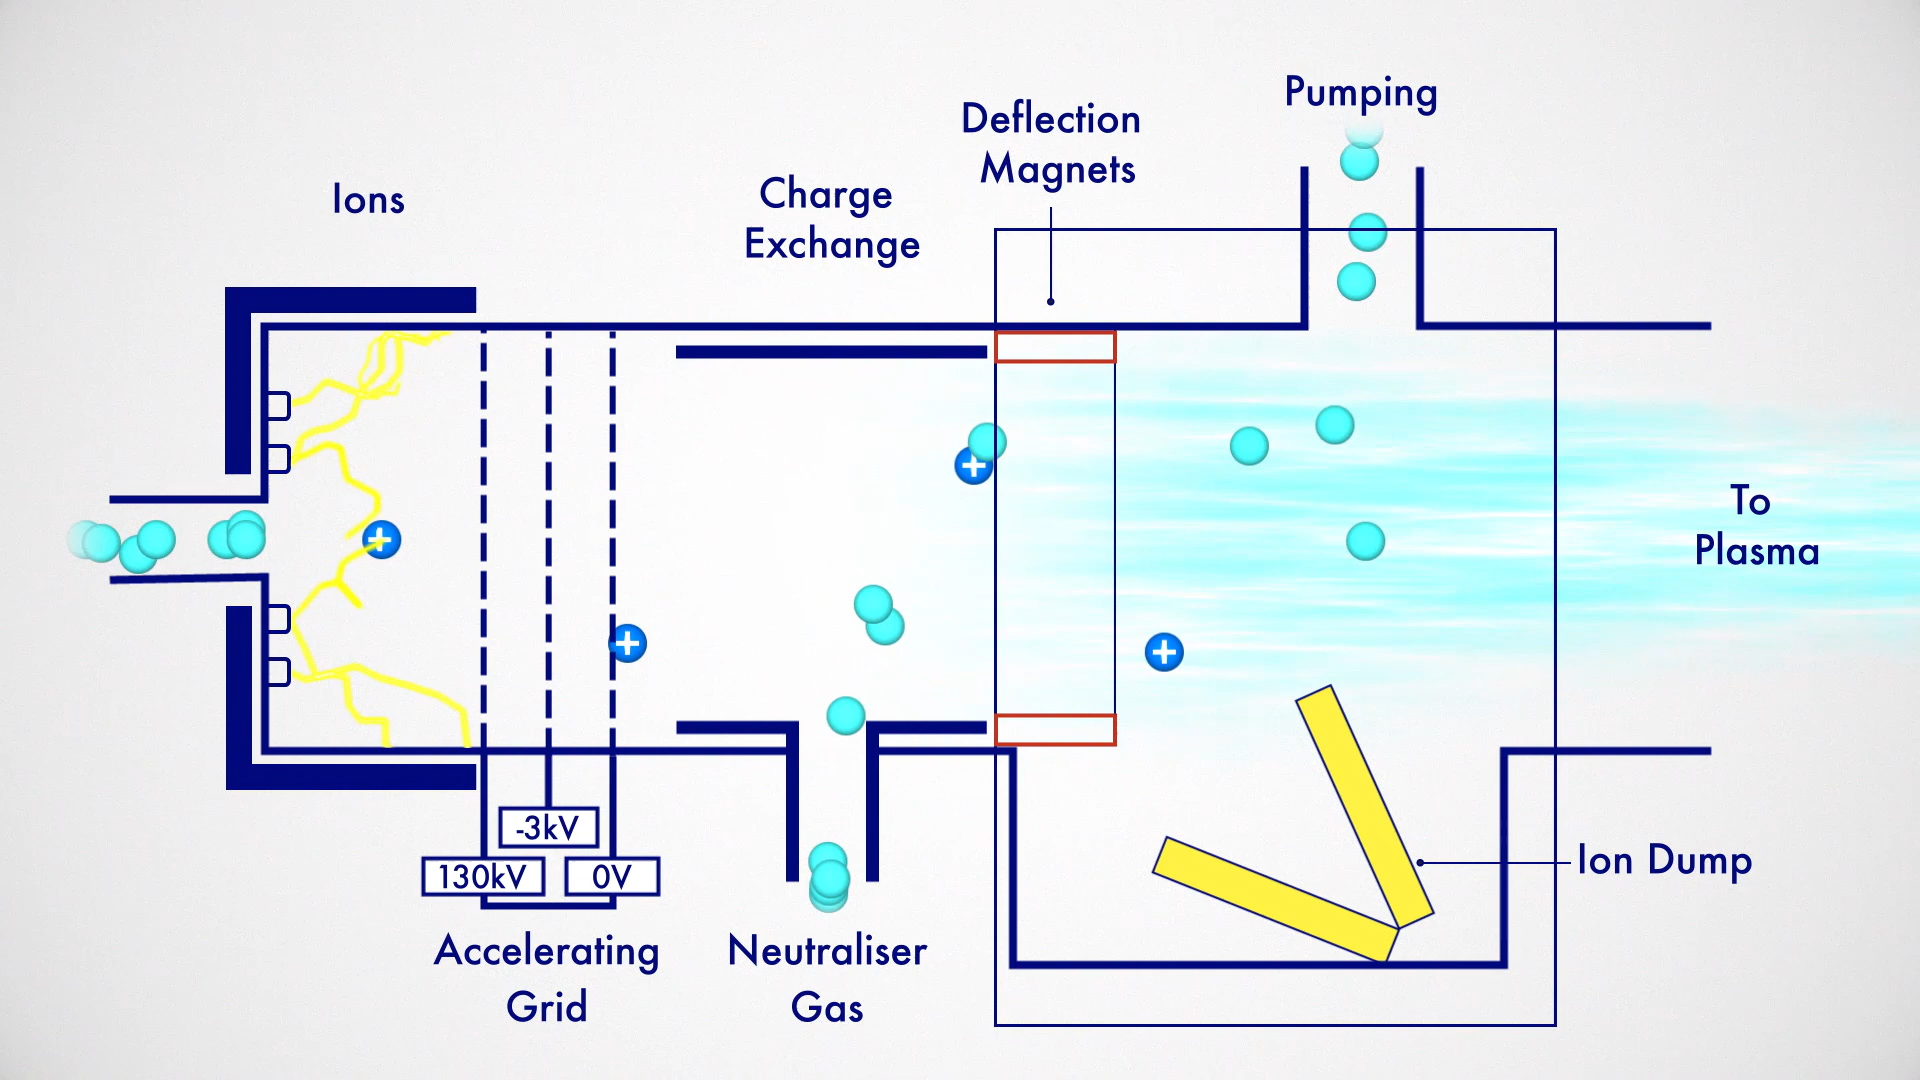 Pumping
Deflection
Magnets
Ions
Charge
Exchange
+
+
+
+
To
Plasma
-3kV
130kV
0V
Ion Dump
Accelerating
Grid
Neutraliser
Gas